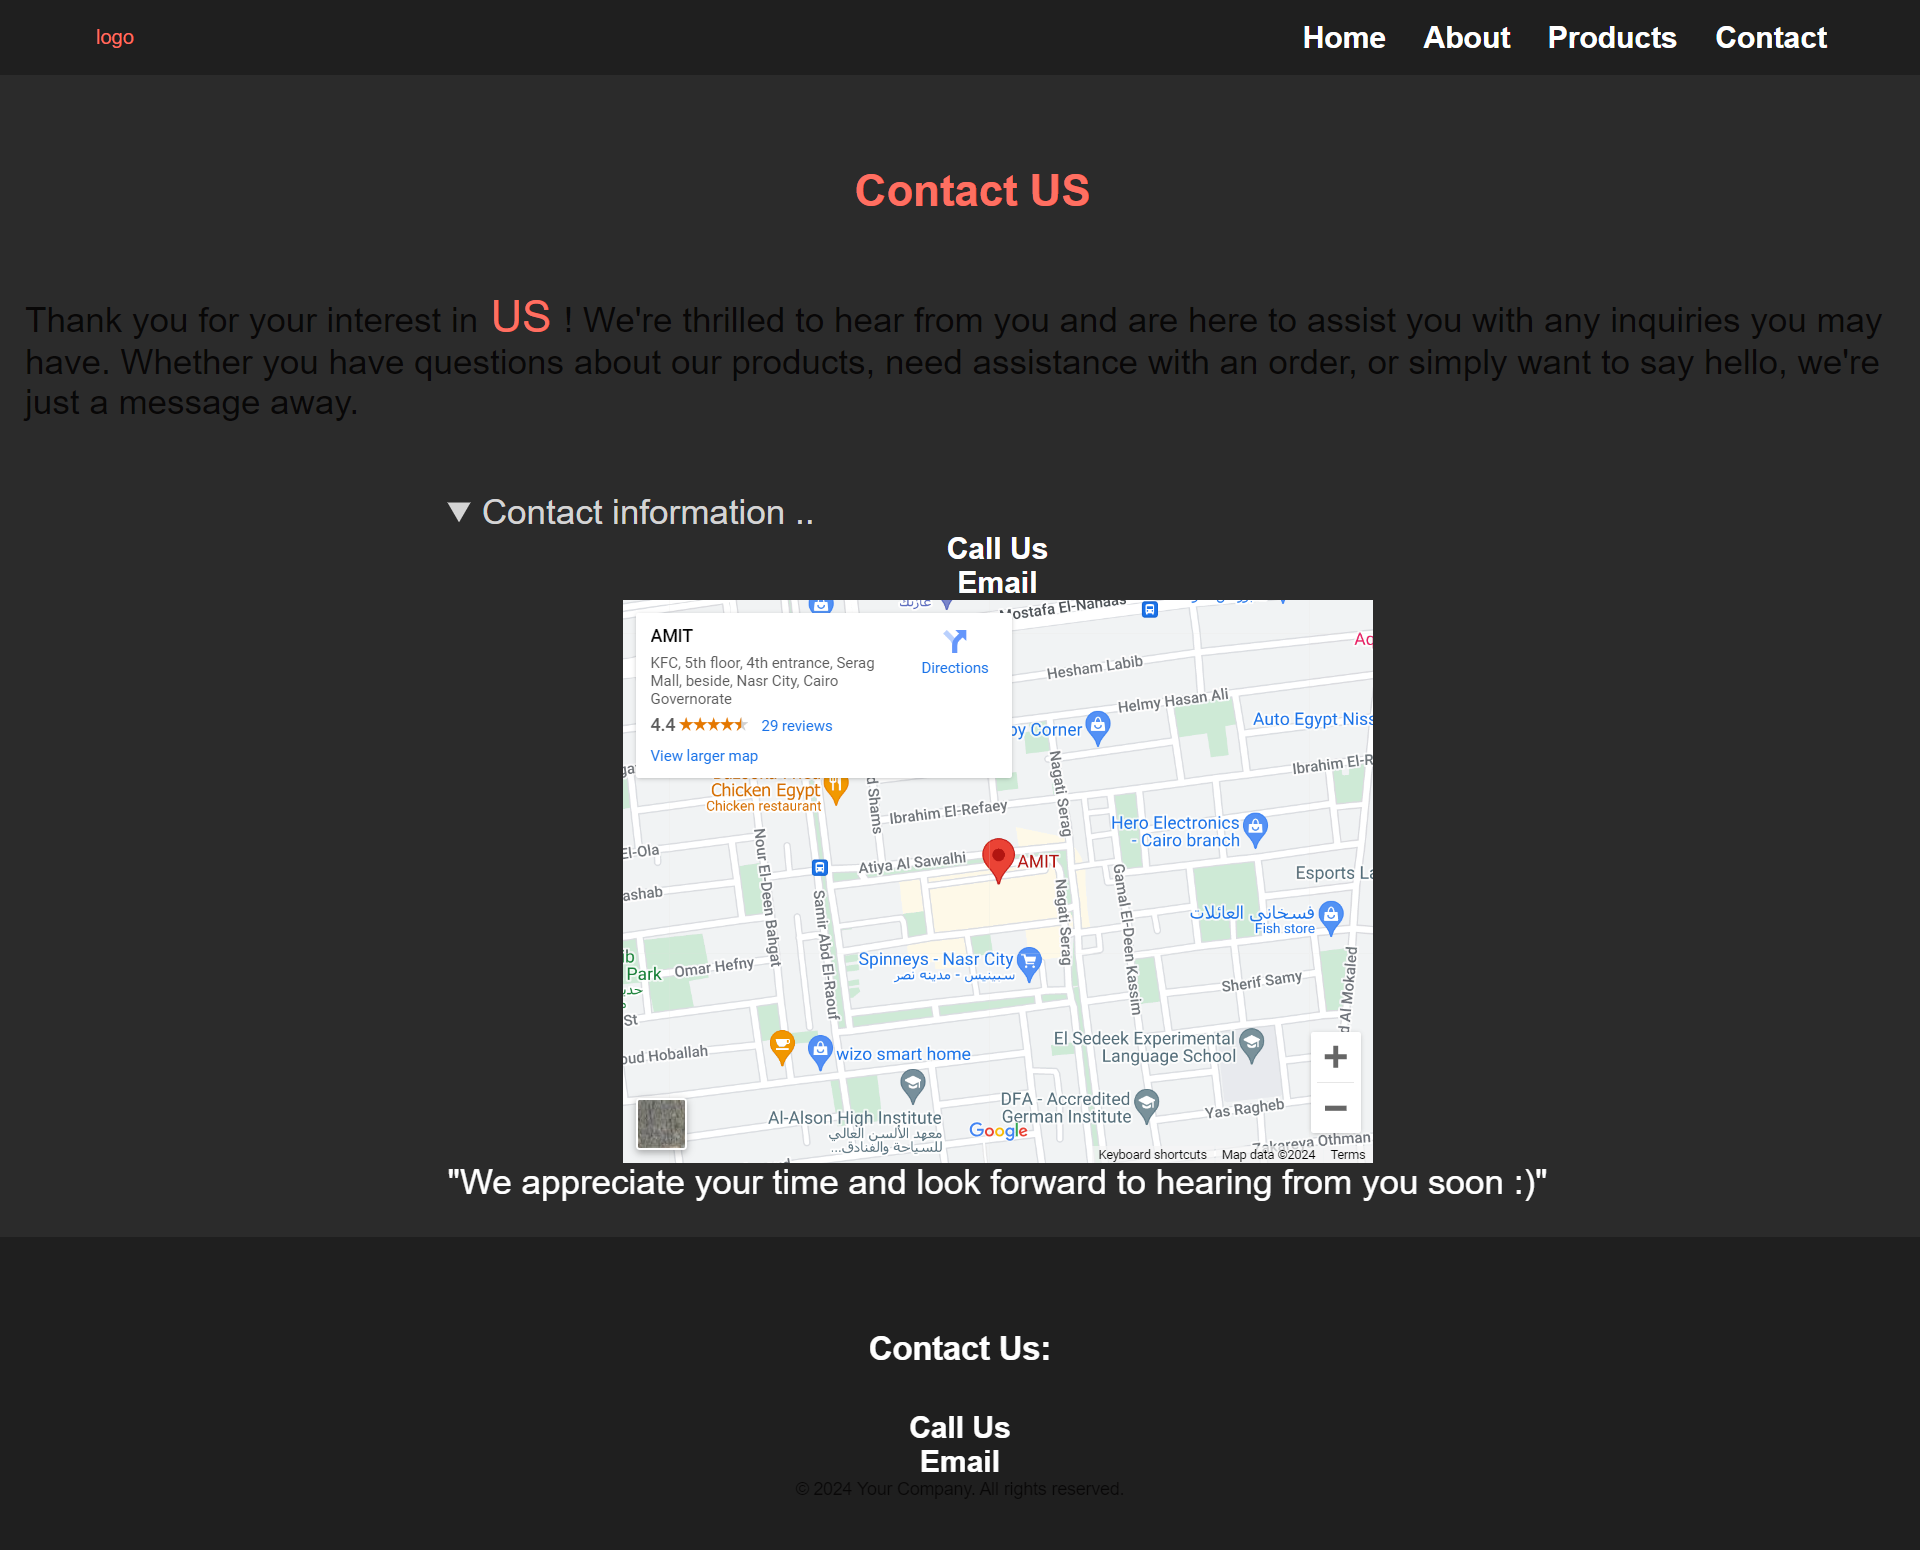 logo
Home About Products Contact
Contact US
Thank you for your interest in US ! We're thrilled to hear from you and are here to assist you with any inquiries you may
have. Whether you have questions about our products, need assistance with an order, or simply want to say hello, we're
just a message away.
▼ Contact information ..
Call Us
Email
Mostafa El-Nahaas
AMIT
KFC, 5th floor, 4th entrance, Serag
Mall, beside, Nasr City, Cairo
Governorate
4.4
29 reviews
View larger map
Directions
Hesham Labib
Helmy Hasan Ali
Corner
Auto Egypt
Ibrahim
Nagati Serag
Chicken Egypt
Chicken restaurant
Shams
Ibrahim El-Refaey
Hero Electronics
- Cairo branch
El-Ola
Nour El-Deen Bahgat
Atiya Al Sawalhi
AMIT
Esports
Samir Abd El-Raouf
Nagati Serag
Gamal El-Deen Kassim
فسخاني العائلات
Fish store
Spinneys - Nasr City
سبينيس - مدينة نصر
Park
Omar Hefny
Sherif Samy
Al Mokaled
St
Hoballah
wizo smart home
El Sedeek Experimental
Language School
Al-Alson High Institute
معهد الألسن العالي
للسياحة والفنادق...
DFA - Accredited
German Institute
Yas Ragheb
Zakareya Othman
Google
Keyboard shortcuts Map data ©2024 Terms
"We appreciate your time and look forward to hearing from you soon :)"
Contact Us:
Call Us
Email
© 2024 Your Company. All rights reserved.